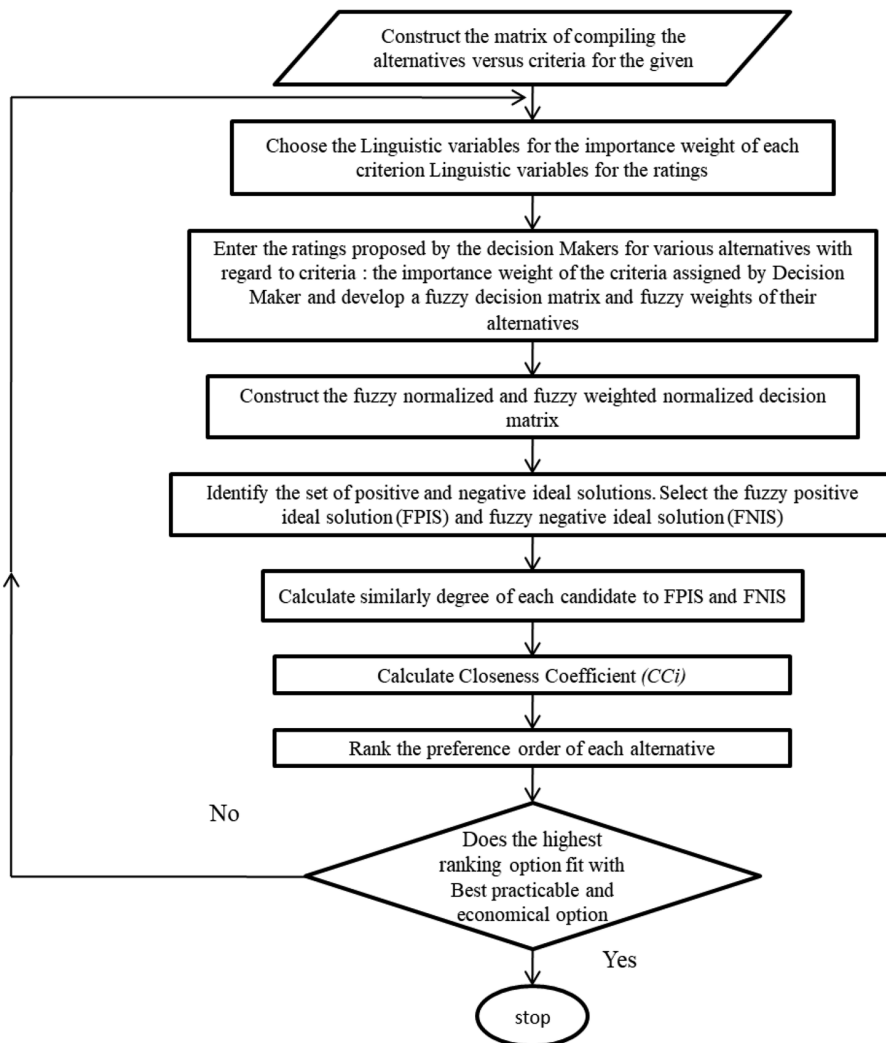 Construct the matrix of compiling the
alternatives versus criteria for the given
Choose the Linguistic variables for the importance weight of each
criterion Linguistic variables for the ratings
Enter the ratings proposed by the decision Makers for various alternatives with
regard to criteria : the importance weight of the criteria assigned by Decision
Maker and develop a fuzzy decision matrix and fuzzy weights of their
alternatives
Construct the fuzzy normalized and fuzzy weighted normalized decision
matrix
Identify the set of positive and negative ideal solutions. Select the fuzzy positive
ideal solution (FPIS) and fuzzy negative ideal solution (FNIS)
Calculate similarly degree of each candidate to FPIS and FNIS
Calculate Closeness Coefficient (CCi)
Rank the preference order of each alternative
No
Does the highest
ranking option fit with
Best practicable and
economical option
Yes
stop